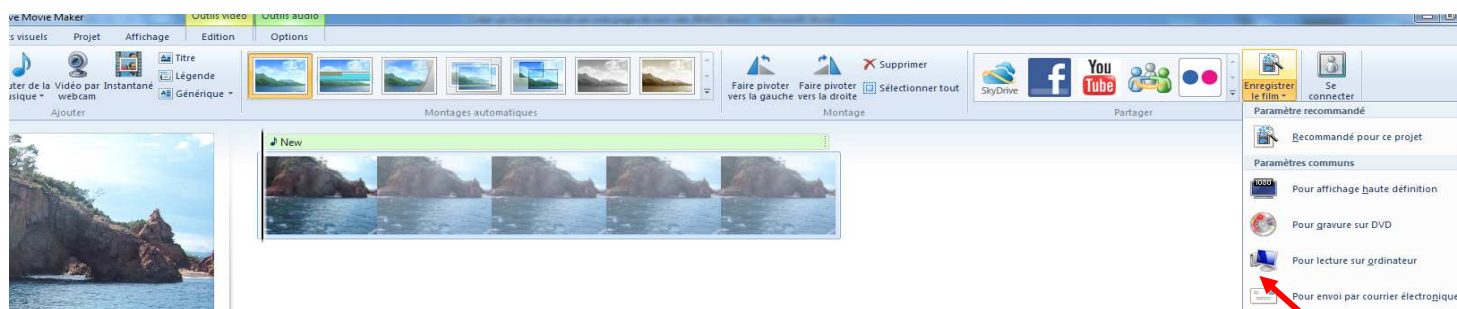 ve Movie Maker
Outils vidéo
Outils audio
ts visuels
Projet
Affichage
Edition
Options
uter de la
usique
Vidéo par
webcam
Instantané
Titre
Légende
Générique
Ajouter
Montages automatiques
Faire pivoter
vers la gauche
Faire pivoter
vers la droite
Supprimer
Sélectionner tout
Montage
SkyDrive
f
You
Tube
Partager
Enregistrer
le film
Se
connecter
New
Paramètre recommandé
Recommandé pour ce projet
Paramètres communs
1080
Pour affichage haute définition
Pour gravure sur DVD
Pour lecture sur ordinateur
Pour envoi par courrier électronique